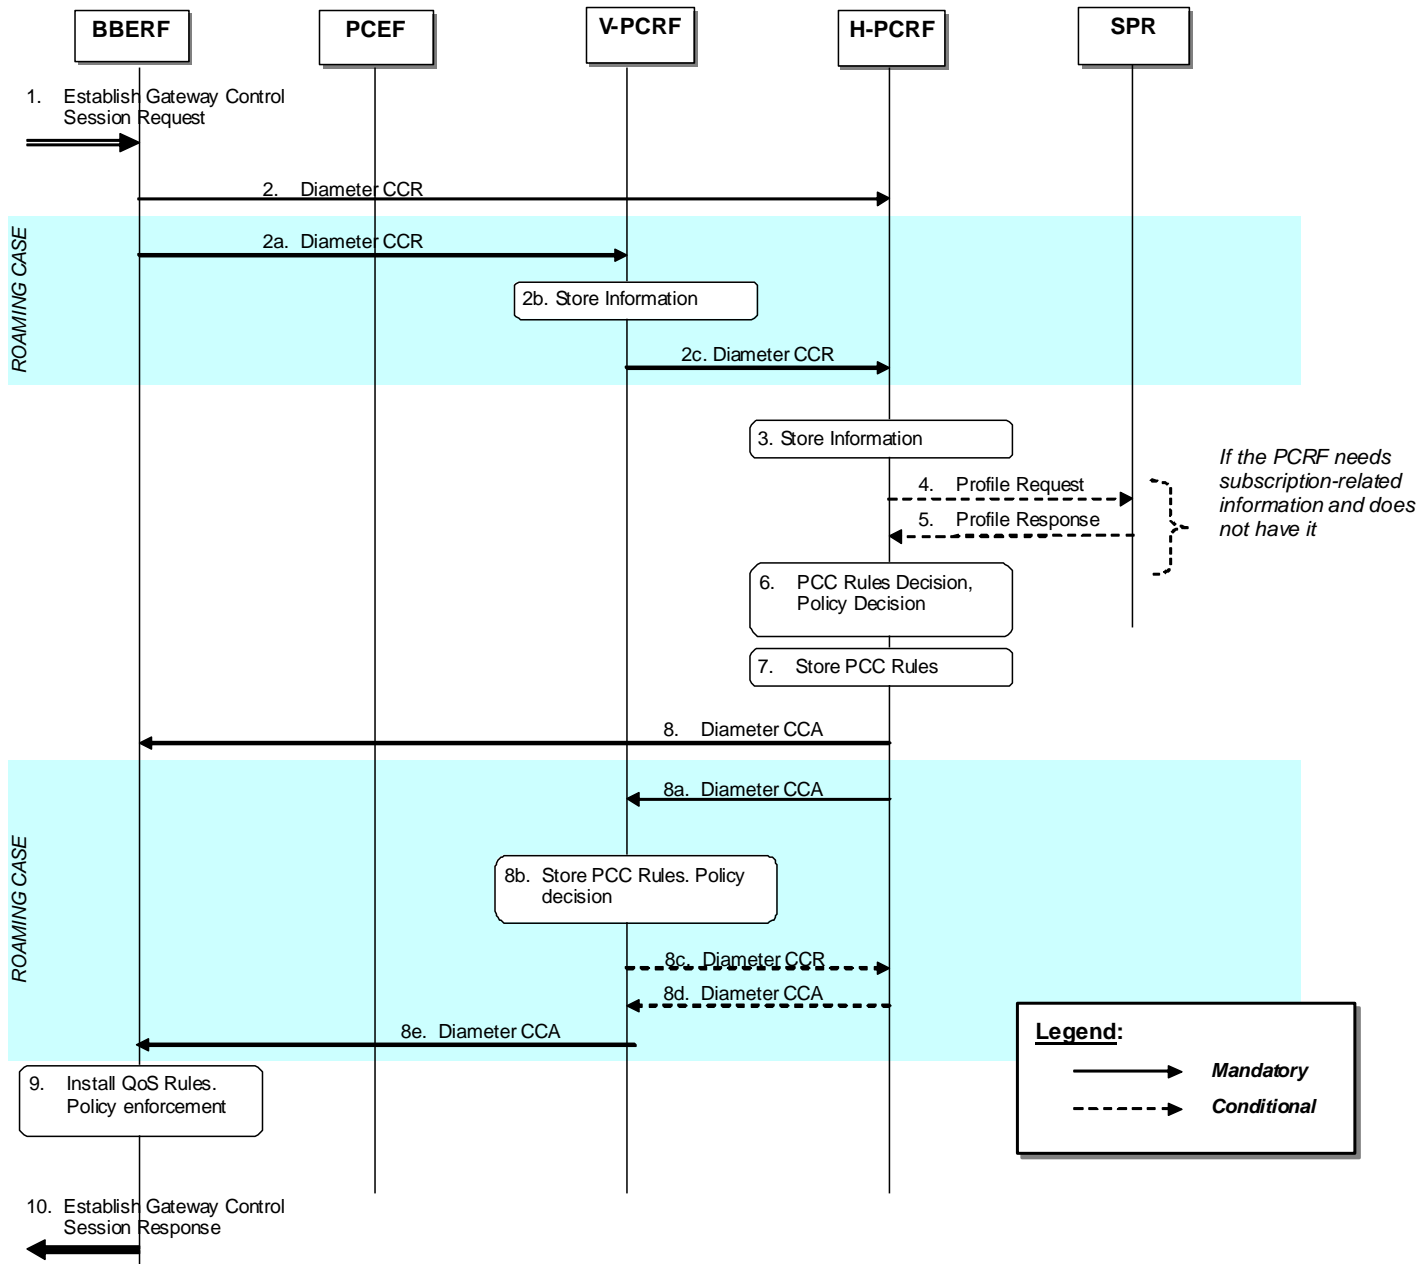 BBERF
PCEF
V-PCRF
H-PCRF
SPR
1. Establish Gateway Control
Session Request
2. Diameter CCR
ROAMING CASE
2a. Diameter CCR
2b. Store Information
2c. Diameter CCR
3. Store Information
4. Profile Request
5. Profile Response
If the PCRF needs
subscription-related
information and does
not have it
6. PCC Rules Decision,
Policy Decision
7. Store PCC Rules
8. Diameter CCA
ROAMING CASE
8a. Diameter CCA
8b. Store PCC Rules. Policy
decision
8c. Diameter CCR
8d. Diameter CCA
8e. Diameter CCA
Legend:
Mandatory
Conditional
9. Install QoS Rules.
Policy enforcement
10. Establish Gateway Control
Session Response